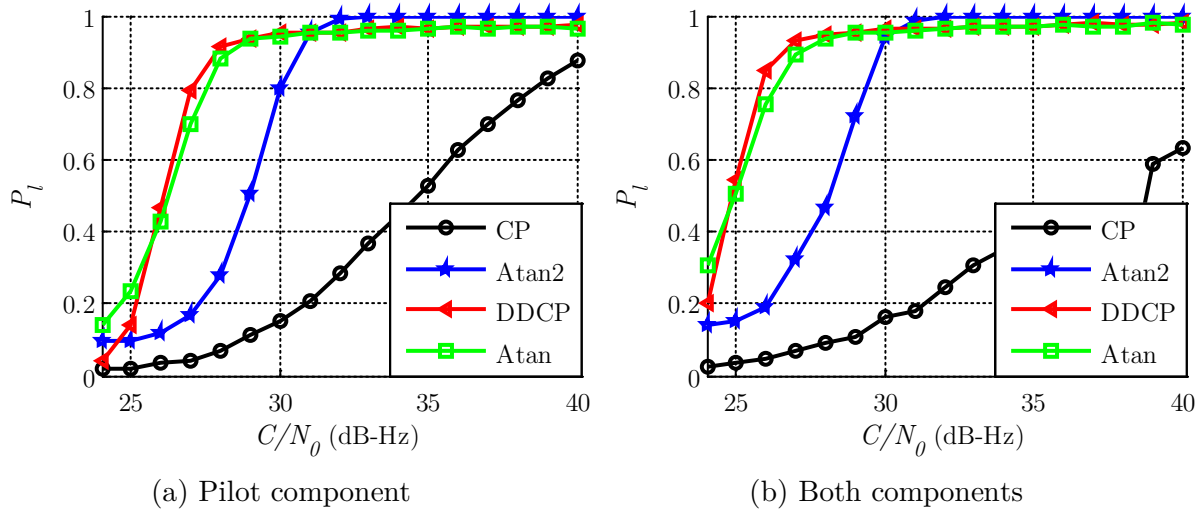 1
0.8
0.6
0.4
0.2
0
P_l
25
30
35
40
C/N_0 (dB-Hz)
CP
Atan2
DDCP
Atan
(a) Pilot component
1
0.8
0.6
0.4
0.2
0
P_l
25
30
35
40
C/N_0 (dB-Hz)
CP
Atan2
DDCP
Atan
(b) Both components